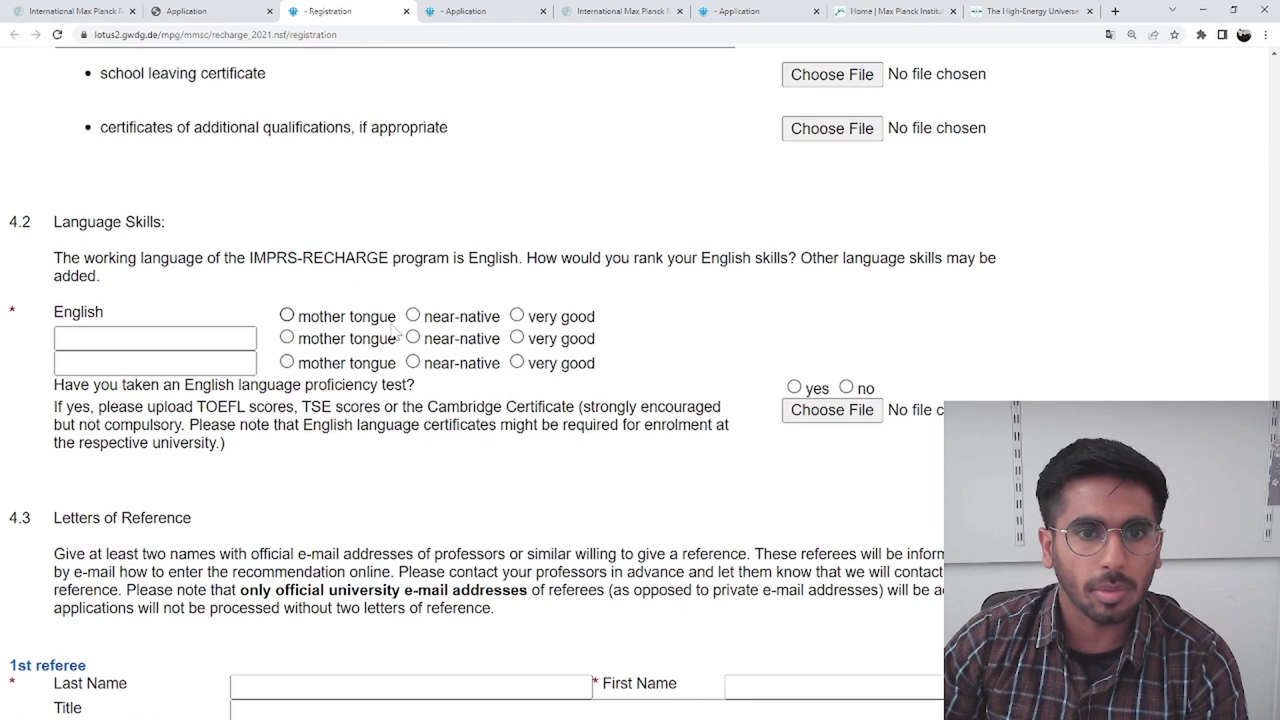 International Max Planck R
Application
- Registration
- Application
International Max Planck R
- Application
Home | Max Planck Institut
The High-Energy Universe
lotus2.gwdg.de/mpg/mmsc/recharge_2021.nsf/registration
• school leaving certificate
Choose File No file chosen
• certificates of additional qualifications, if appropriate
Choose File No file chosen
4.2 Language Skills:
The working language of the IMPRS-RECHARGE program is English. How would you rank your English skills? Other language skills may be
added.
* English mother tongue near-native very good
mother tongue near-native very good
mother tongue near-native very good
Have you taken an English language proficiency test? yes no
If yes, please upload TOEFL scores, TSE scores or the Cambridge Certificate (strongly encouraged
but not compulsory. Please note that English language certificates might be required for enrolment at
the respective university.)
Choose File No file c
4.3 Letters of Reference
Give at least two names with official e-mail addresses of professors or similar willing to give a reference. These referees will be inform
by e-mail how to enter the recommendation online. Please contact your professors in advance and let them know that we will contact
reference. Please note that only official university e-mail addresses of referees (as opposed to private e-mail addresses) will be ac
applications will not be processed without two letters of reference.
1st referee
* Last Name * First Name
Title